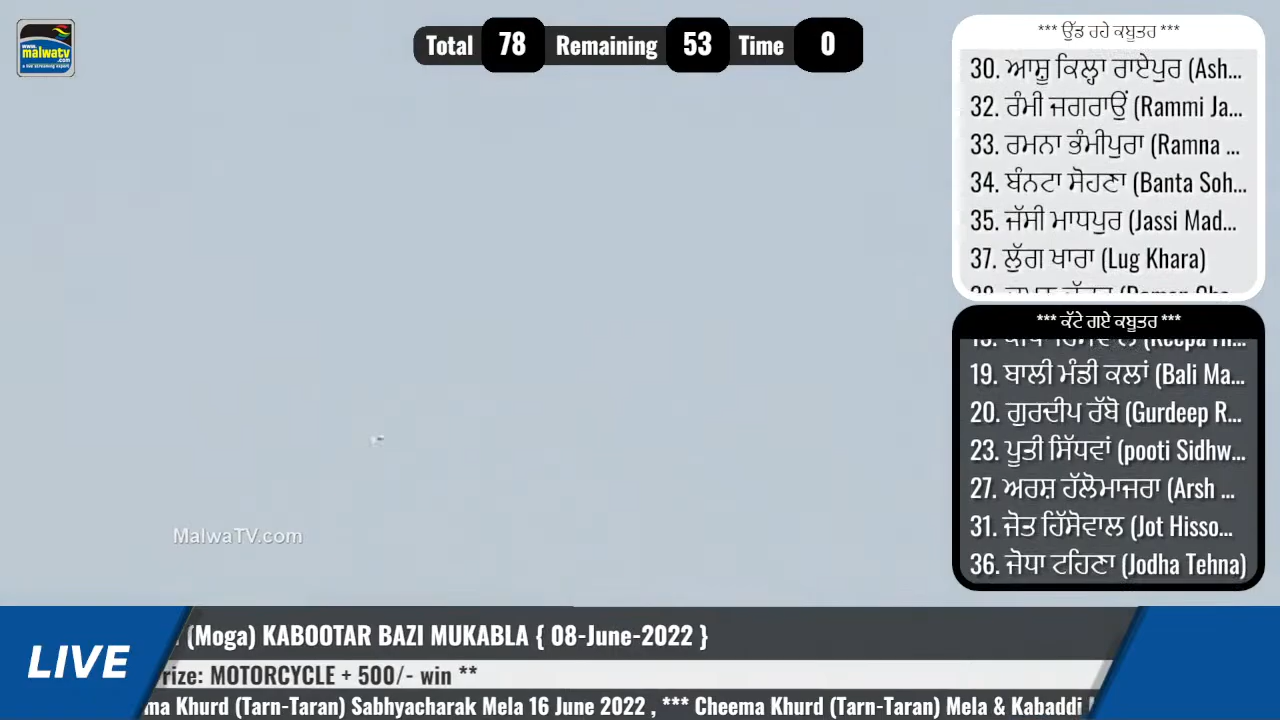 www.
malwatv
.com
Total 78 Remaining 53 Time 0
*** ਉੱਡ ਰਹੇ ਕਬੂਤਰ ***
30. ਆਸ਼ੂ ਕਿਲ੍ਹਾ ਰਾਏਪੁਰ (Ash...
32. ਰੰਮੀ ਜਗਰਾਉਂ (Rammi Ja...
33. ਰਮਨਾ ਭੰਮੀਪੁਰਾ (Ramna ...
34. ਬੰਨਟਾ ਸੋਹਣਾ (Banta Soh...
35. ਜੱਸੀ ਮਾਧਪੁਰ (Jassi Mad...
37. ਲੁੱਗ ਖਾਰਾ (Lug Khara)
*** ਕੱਟੇ ਗਏ ਕਬੂਤਰ ***
19. ਬਾਲੀ ਮੰਡੀ ਕਲਾਂ (Bali Ma...
20. ਗੁਰਦੀਪ ਰੱਬੋ (Gurdeep R...
23. ਪੂਤੀ ਸਿੱਧਵਾਂ (pooti Sidhw...
27. ਅਰਸ਼ ਹੱਲੋਮਾਜਰਾ (Arsh ...
31. ਜੋਤ ਹਿੱਸੋਵਾਲ (Jot Hisso...
36. ਜੋਧਾ ਟਹਿਣਾ (Jodha Tehna)
MalwaTV.com
LIVE
(Moga) KABOOTAR BAZI MUKABLA { 08-June-2022 }
rize: MOTORCYCLE + 500/- win **
ma Khurd (Tarn-Taran) Sabhyacharak Mela 16 June 2022 , *** Cheema Khurd (Tarn-Taran) Mela & Kabaddi